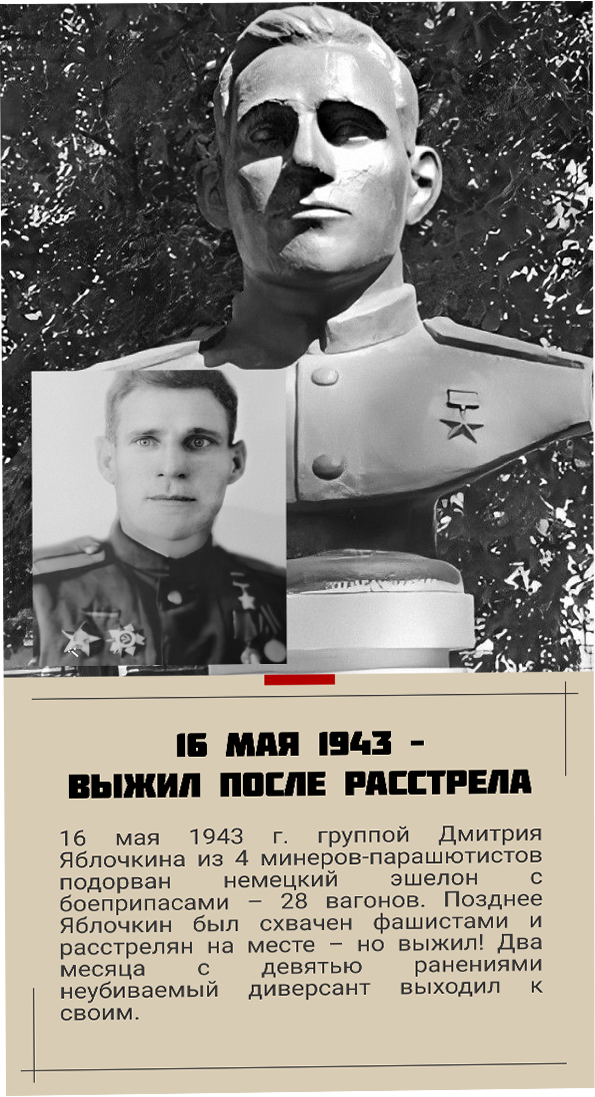 16 МАЯ 1943 -
ВЫЖИЛ ПОСЛЕ РАССТРЕЛА
16 мая 1943 г. группой Дмитрия
Яблочкина из 4 минеров-парашютистов
подорван немецкий эшелон с
боеприпасами – 28 вагонов. Позднее
Яблочкин был схвачен фашистами и
расстрелян на месте – но выжил! Два
месяца с девятью ранениями
неубиваемый диверсант выходил к
своим.